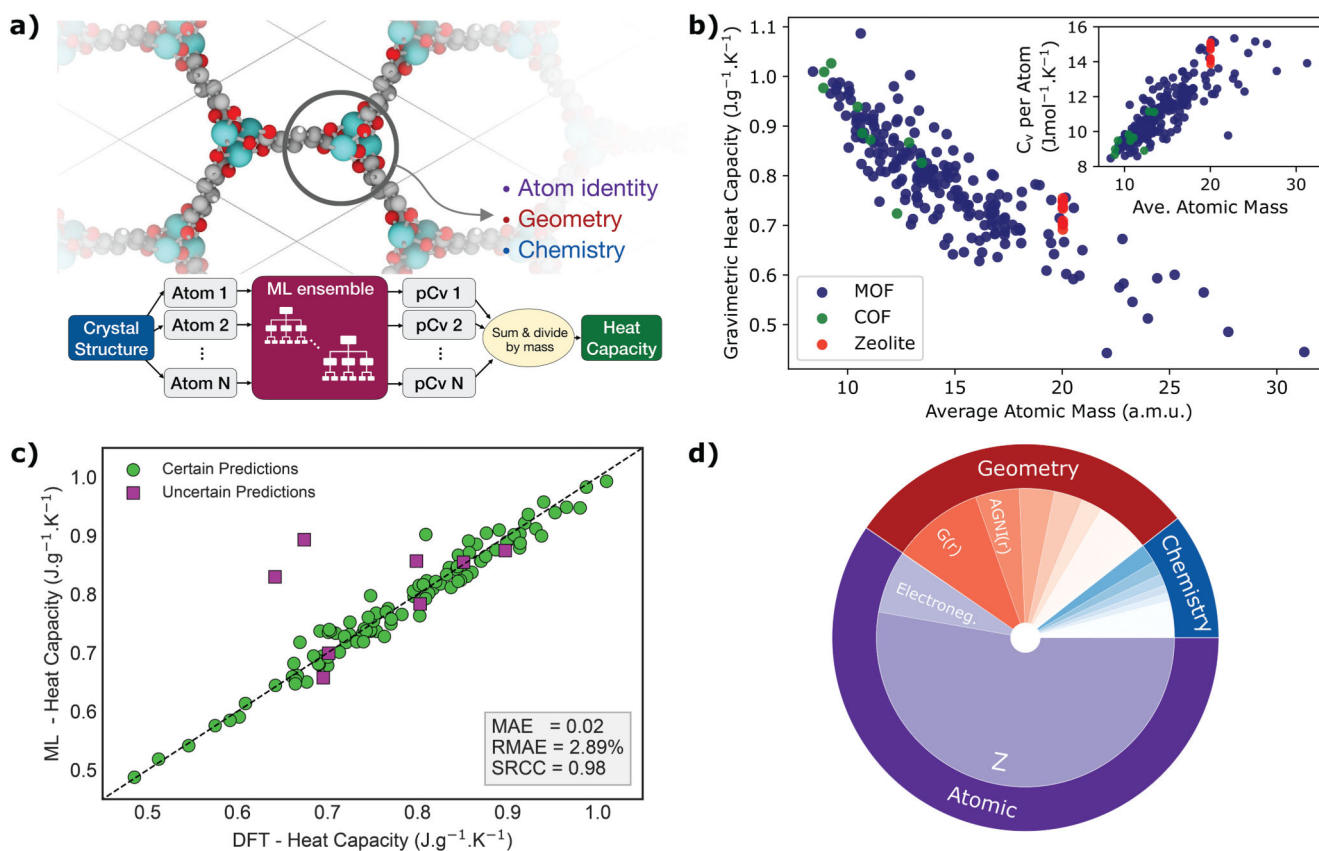 a)
• Atom identity
• Geometry
• Chemistry
Crystal
Structure
Atom 1
Atom 2
⋮
Atom N
ML ensemble
pCv 1
pCv 2
⋮
pCv N
Sum & divide
by mass
Heat
Capacity
b)
Gravimetric Heat Capacity (J.g⁻¹.K⁻¹)
1.1
1.0
0.9
0.8
0.7
0.6
0.5
10 15 20 25 30
Average Atomic Mass (a.m.u.)
MOF
COF
Zeolite
Cᵥ per Atom
(J.mol⁻¹.K⁻¹)
16
14
12
10
8
10 20 30
Ave. Atomic Mass
c)
ML - Heat Capacity (J.g⁻¹.K⁻¹)
1.0
0.9
0.8
0.7
0.6
0.5
Certain Predictions
Uncertain Predictions
MAE = 0.02
RMAE = 2.89%
SRCC = 0.98
0.5 0.6 0.7 0.8 0.9 1.0
DFT - Heat Capacity (J.g⁻¹.K⁻¹)
d)
Geometry
Chemistry
G(r)
AGNI(r)
Electroneg.
Z
Atomic